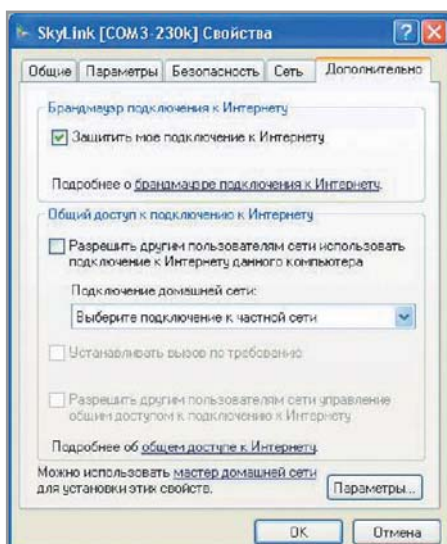 SkyLink [COM3-230k] Свойства
Общие Параметры Безопасность Сеть Дополнительно
Брандмауэр подключения к Интернету
Защитить мое подключение к Интернету
Подробнее о брандмауэре подключения к Интернету.
Общий доступ к подключению к Интернету
Разрешить другим пользователям сети использовать
подключение к Интернету данного компьютера
Подключение домашней сети:
Выберите подключение к частной сети
Устанавливать вызов по требованию
Разрешить другим пользователям сети управление
общим доступом к подключению к Интернету
Подробнее об общем доступе к Интернету.
Можно использовать мастер домашней сети
для установки этих свойств.
Параметры...
OK Отмена